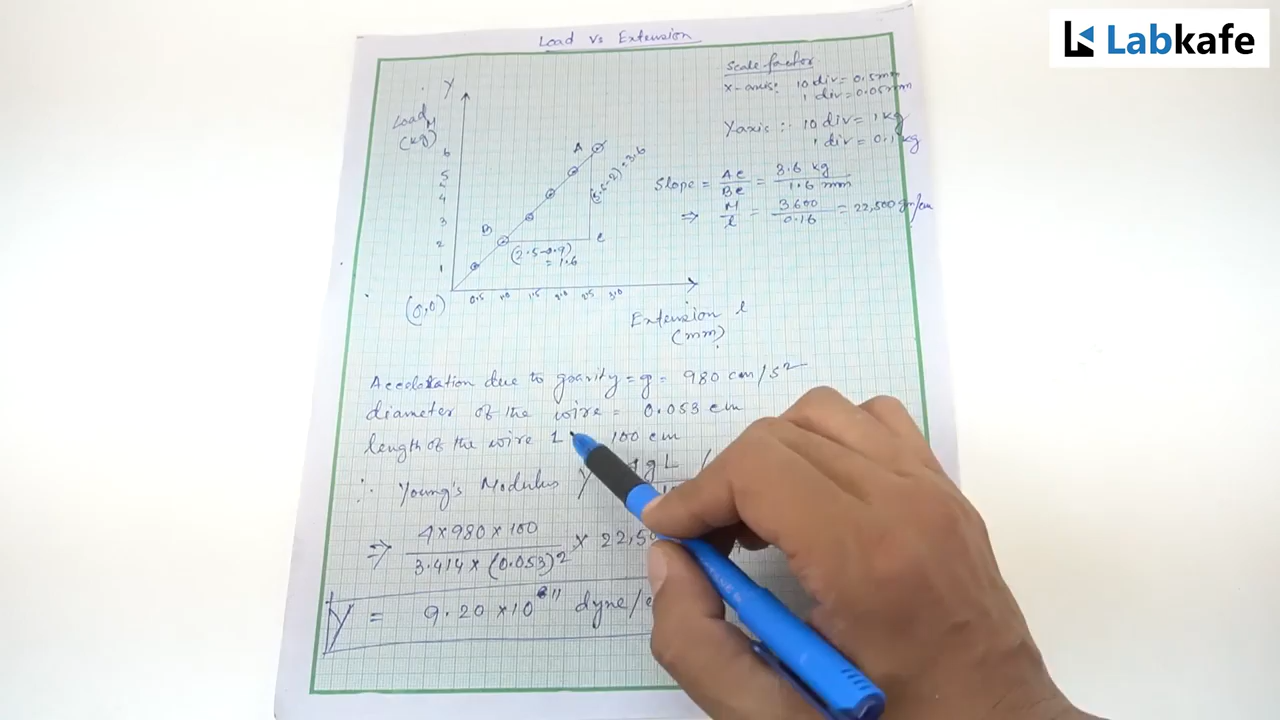 Labkafe
Load Vs Extension
Scale factor
x-axis: 10 div = 0.5mm
1 div = 0.05mm
Y-axis :- 10 div = 1kg
1 div = 0.1kg
Slope = AC/BC = 3.6 kg/1.6 mm
⇒ M/l = 3600/0.16 = 22,500 gm/cm
Y
Load M
(kg)
6
5
4
3
2
1
A
B
C
(5.6-2) = 3.6
(2.5-0.9)
= 1.6
(0,0)
0.5 1.0 1.5 2.0 2.5 3.0
Extension l
(mm)
Acceleration due to gravity = g = 980 cm/s²
diameter of the wire = 0.053 cm
length of the wire L 100 cm
∴ Young's Modulus Y gL
⇒ 4×980×100/3.414×(0.053)² × 22,50
Y = 9.20 ×10¹¹ dyne/c